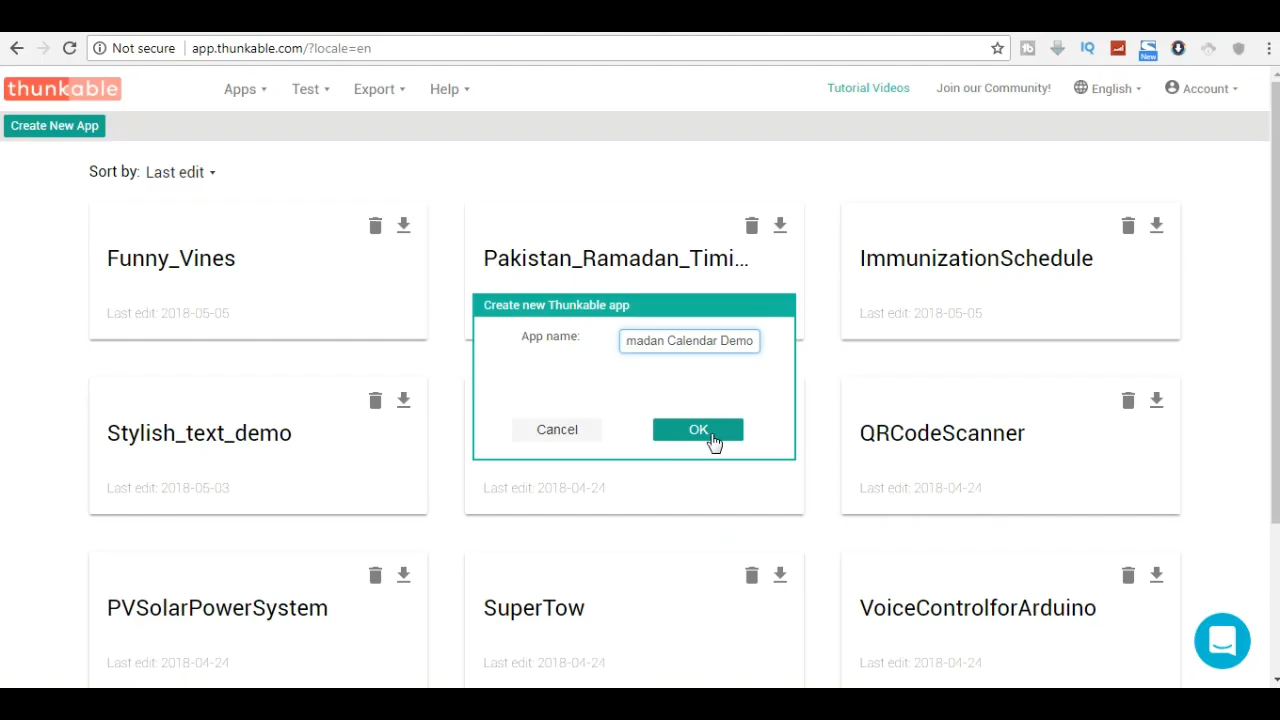 Not secure app.thunkable.com/?locale=en
New
thunkable Apps Test Export Help Tutorial Videos Join our Community! English Account
Create New App
Sort by: Last edit
Funny_Vines Pakistan_Ramadan_Timi... ImmunizationSchedule
Last edit: 2018-05-05 Last edit: 2018-05-05
Create new Thunkable app
App name: madan Calendar Demo
Cancel OK
Stylish_text_demo QRCodeScanner
Last edit: 2018-05-03 Last edit: 2018-04-24 Last edit: 2018-04-24
PVSolarPowerSystem SuperTow VoiceControlforArduino
Last edit: 2018-04-24 Last edit: 2018-04-24 Last edit: 2018-04-24